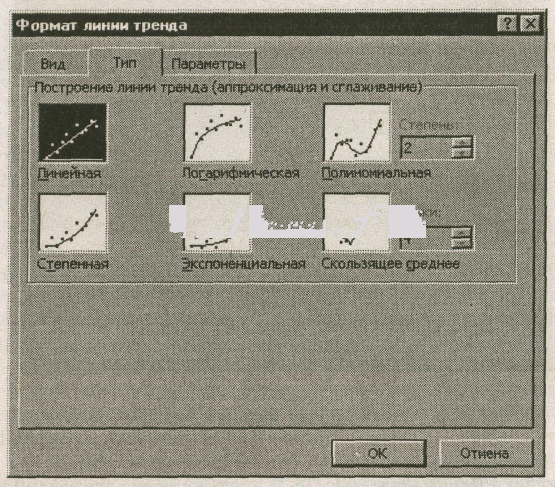 Формат линии тренда
Вид Тип Параметры
Построение линии тренда (аппроксимация и сглаживание)
Степень:
2
Линейная Логарифмическая Полиномиальная
Степенная Экспоненциальная Скользящее среднее
OK Отмена